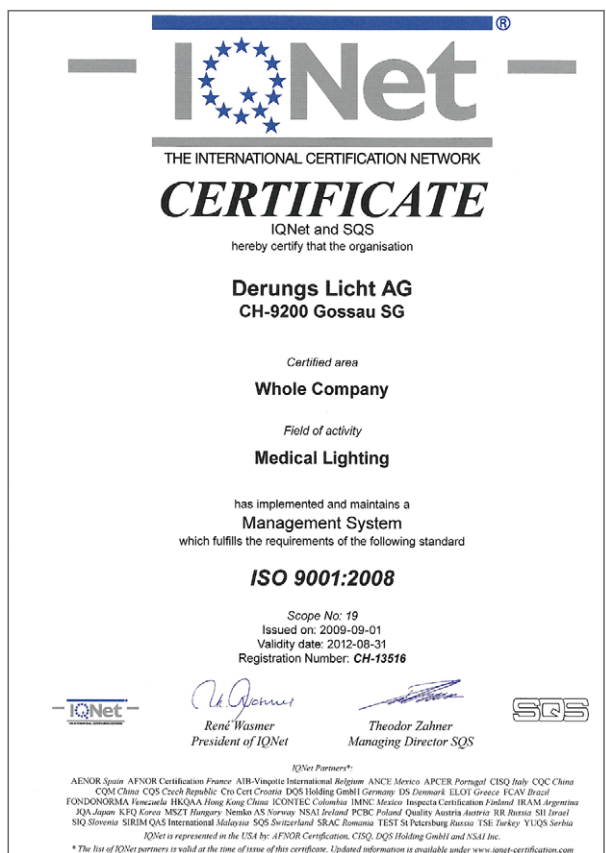 ®
IQNet
THE INTERNATIONAL CERTIFICATION NETWORK
CERTIFICATE
IQNet and SQS
hereby certify that the organisation
Derungs Licht AG
CH-9200 Gossau SG
Certified area
Whole Company
Field of activity
Medical Lighting
has implemented and maintains a
Management System
which fulfills the requirements of the following standard
ISO 9001:2008
Scope No: 19
Issued on: 2009-09-01
Validity date: 2012-08-31
Registration Number: CH-13516
IQNet
SQS
René Wasmer
President of IQNet
Theodor Zahner
Managing Director SQS
IQNet Partners*:
AENOR Spain AFNOR Certification France AIB-Vinçotte International Belgium ANCE Mexico APCER Portugal CISQ Italy CQC China
CQM China CQS Czech Republic Cro Cert Croatia DQS Holding GmbH Germany DS Denmark ELOT Greece FCAV Brazil
FONDONORMA Venezuela HKQAA Hong Kong China ICONTEC Colombia IMNC Mexico Inspecta Certification Finland IRAM Argentina
JQA Japan KFQ Korea MSZT Hungary Nemko AS Norway NSAI Ireland PCBC Poland Quality Austria Austria RR Russia SII Israel
SIQ Slovenia SIRIM QAS International Malaysia SQS Switzerland SRAC Romania TEST St Petersburg Russia TSE Turkey YUQS Serbia
IQNet is represented in the USA by: AFNOR Certification, CISQ, DQS Holding GmbH and NSAI Inc.
* The list of IQNet partners is valid at the time of issue of this certificate. Updated information is available under www.iqnet-certification.com